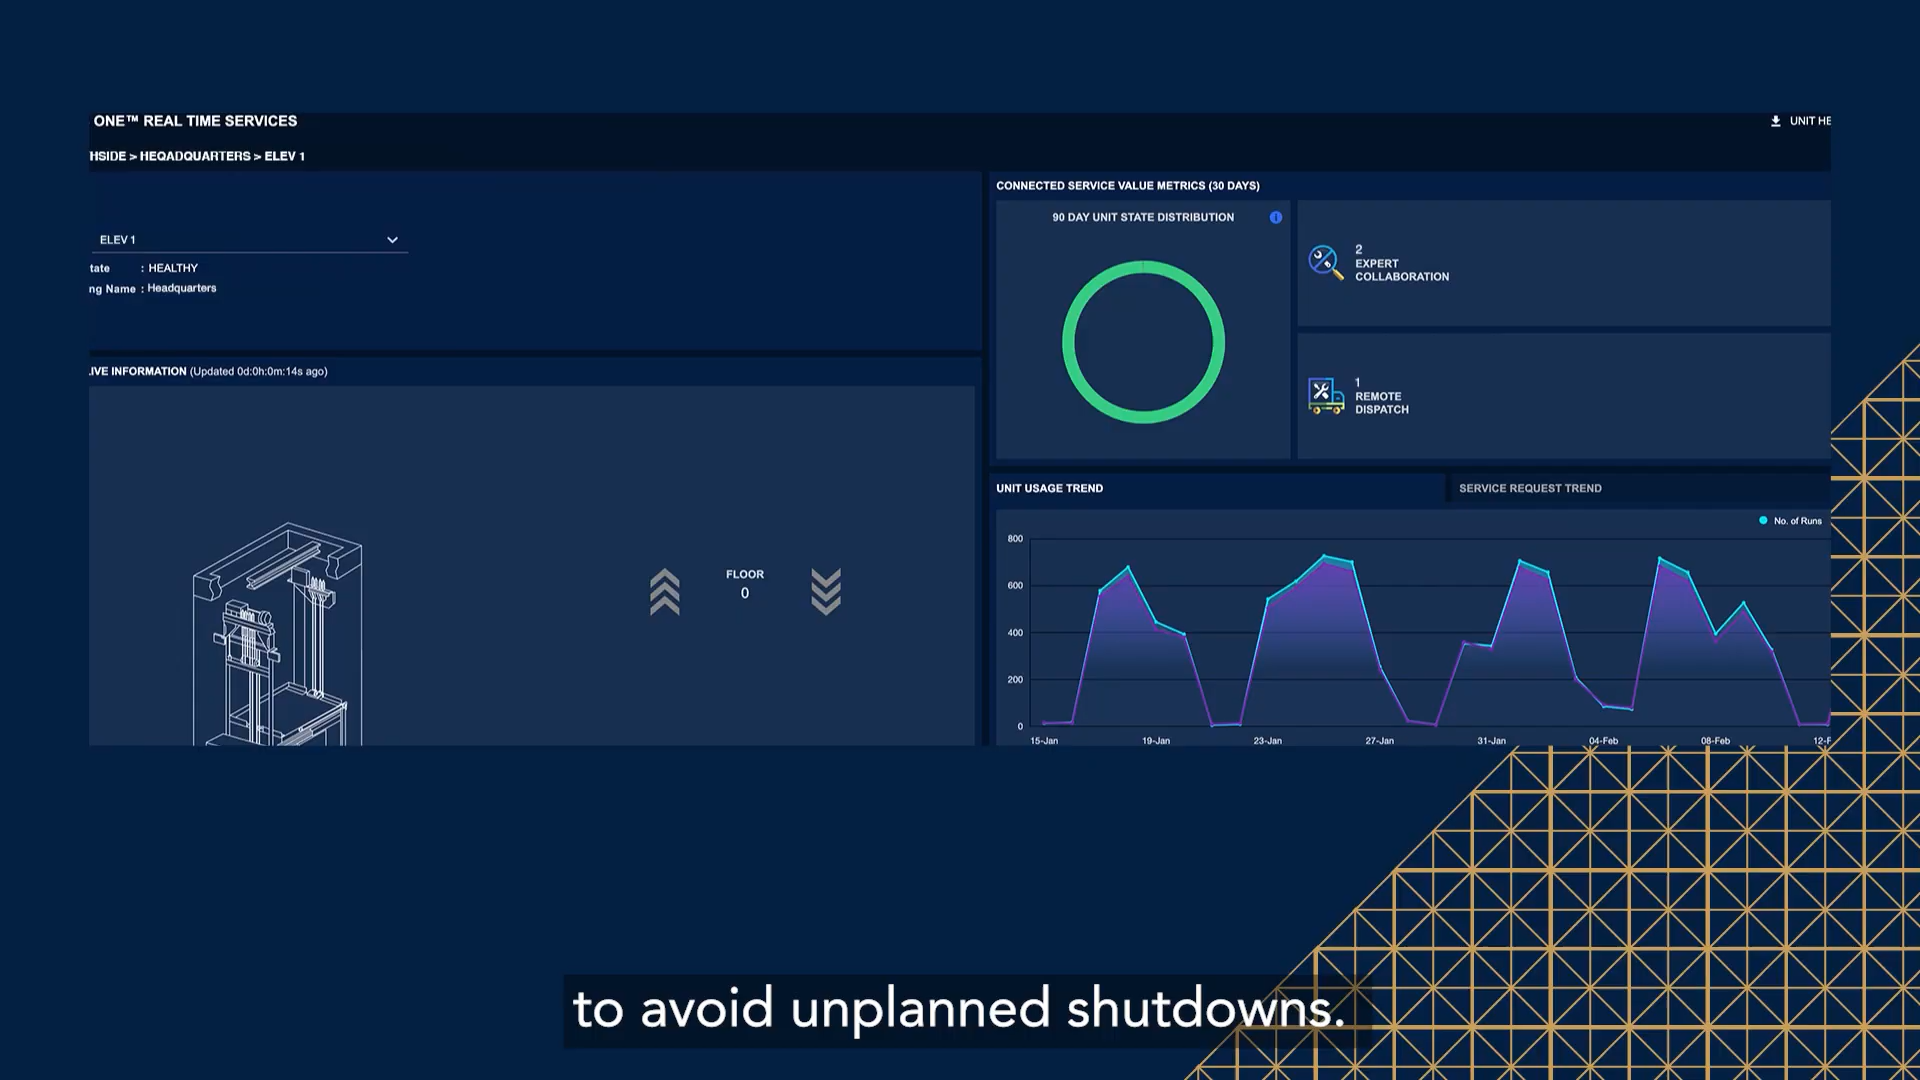 ONE™ REAL TIME SERVICES
UNIT HE
HSIDE > HEQADQUARTERS > ELEV 1
ELEV 1
tate : HEALTHY
ng Name : Headquarters
CONNECTED SERVICE VALUE METRICS (30 DAYS)
90 DAY UNIT STATE DISTRIBUTION
i
2
EXPERT
COLLABORATION
1
REMOTE
DISPATCH
IVE INFORMATION (Updated 0d:0h:0m:14s ago)
FLOOR
0
UNIT USAGE TREND
SERVICE REQUEST TREND
No. of Runs
800
600
400
200
0
15-Jan 19-Jan 23-Jan 27-Jan 31-Jan 04-Feb 08-Feb 12-F
to avoid unplanned shutdowns.